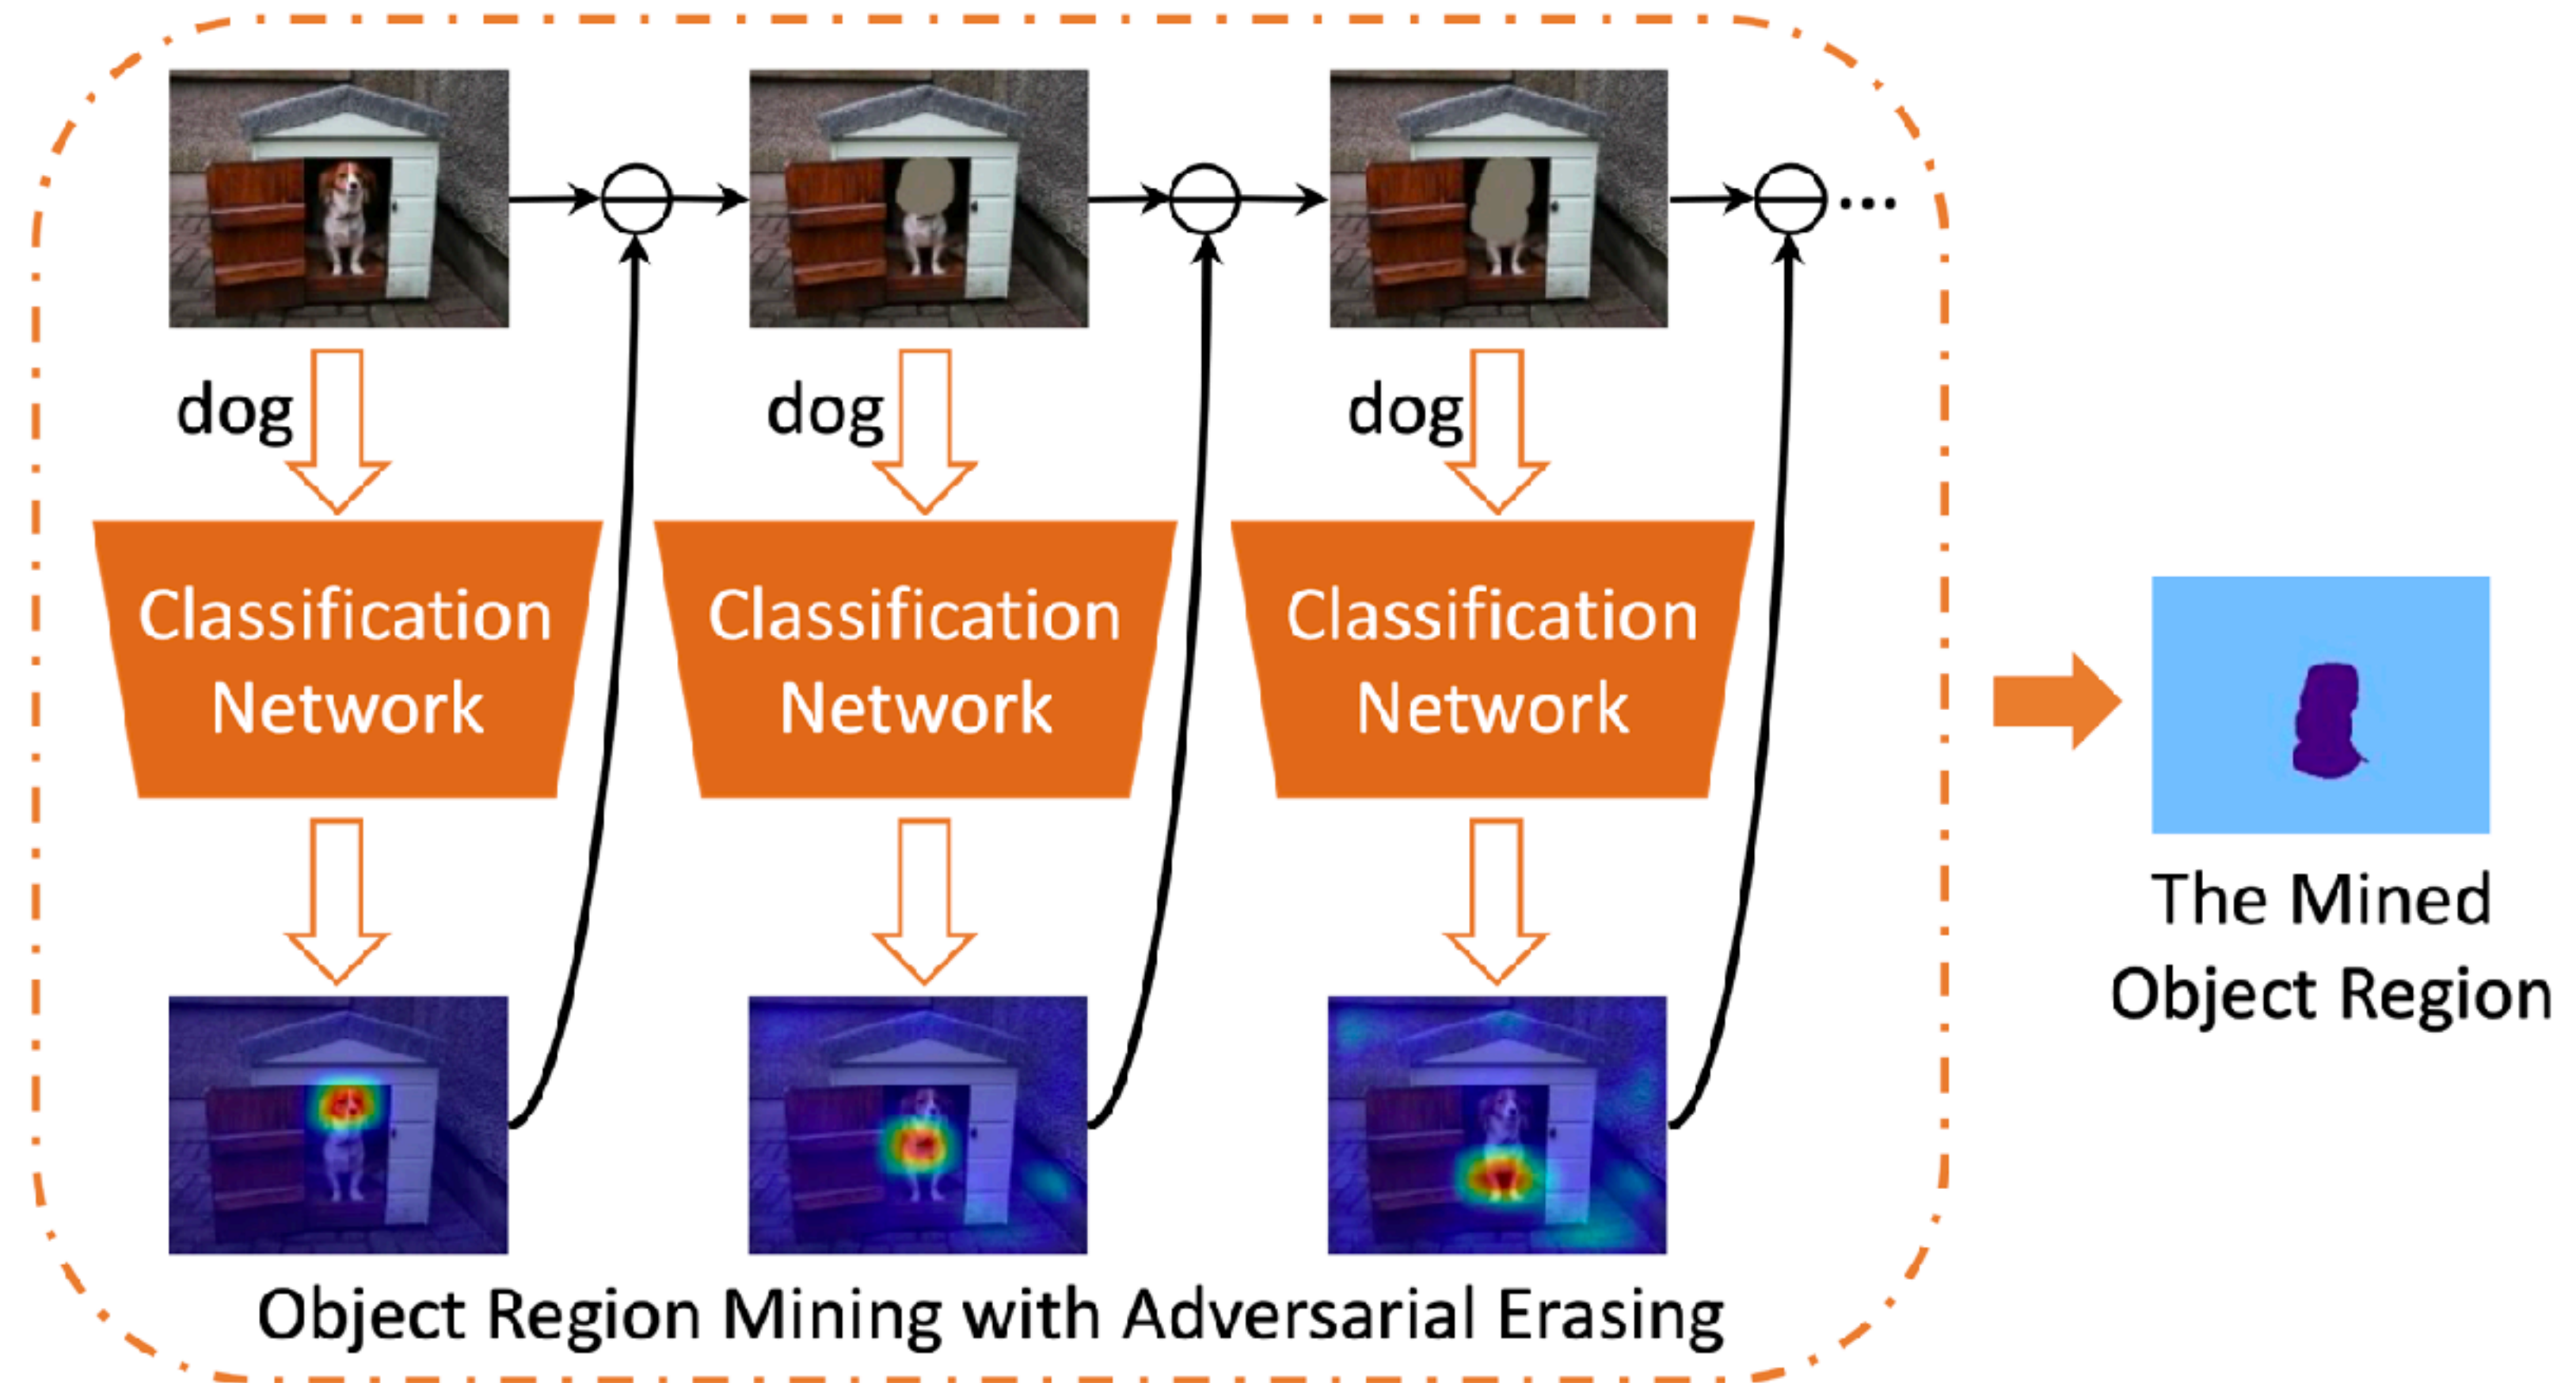 dog
dog
dog
Classification
Network
Classification
Network
Classification
Network
The Mined
Object Region
Object Region Mining with Adversarial Erasing